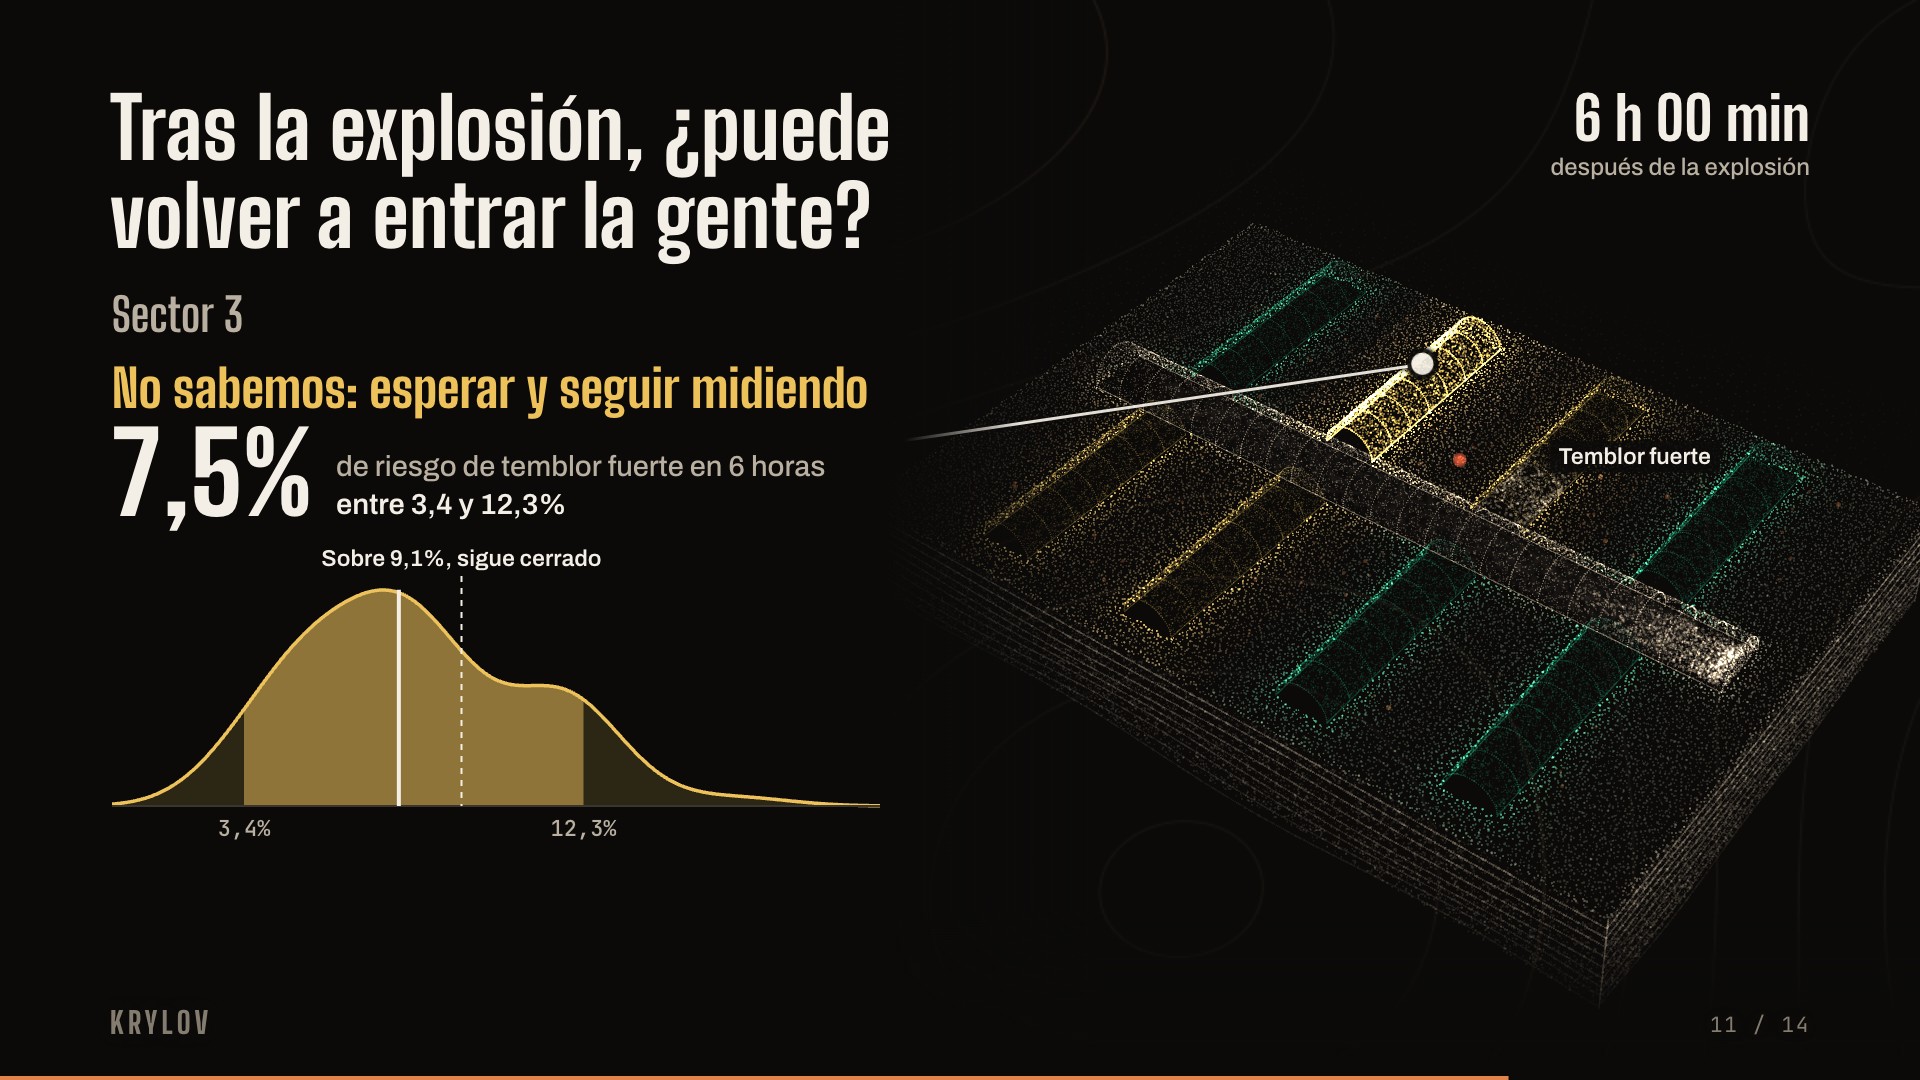 Tras la explosión, ¿puede
volver a entrar la gente?
6 h 00 min
después de la explosión
Sector 3
No sabemos: esperar y seguir midiendo
7,5%
de riesgo de temblor fuerte en 6 horas
entre 3,4 y 12,3%
Sobre 9,1%, sigue cerrado
3,4%
12,3%
Temblor fuerte
KRYLOV
11 / 14